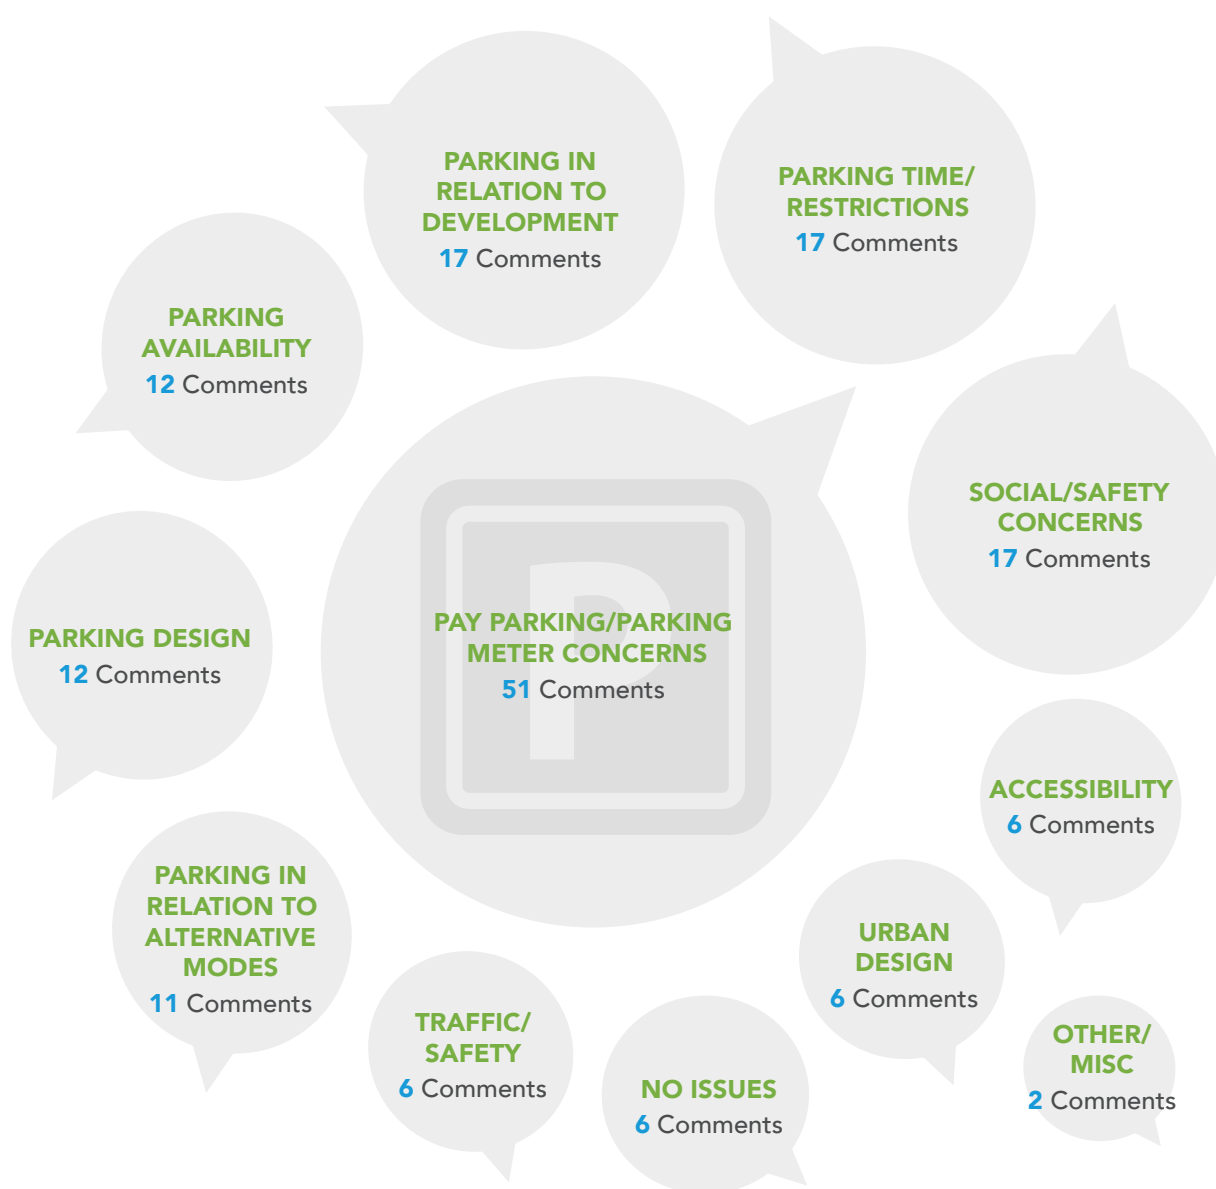 PARKING IN
RELATION TO
DEVELOPMENT
17 Comments
PARKING TIME/
RESTRICTIONS
17 Comments
PARKING
AVAILABILITY
12 Comments
SOCIAL/SAFETY
CONCERNS
17 Comments
PARKING DESIGN
12 Comments
P
PAY PARKING/PARKING
METER CONCERNS
51 Comments
ACCESSIBILITY
6 Comments
PARKING IN
RELATION TO
ALTERNATIVE
MODES
11 Comments
URBAN
DESIGN
6 Comments
TRAFFIC/
SAFETY
6 Comments
NO ISSUES
6 Comments
OTHER/
MISC
2 Comments